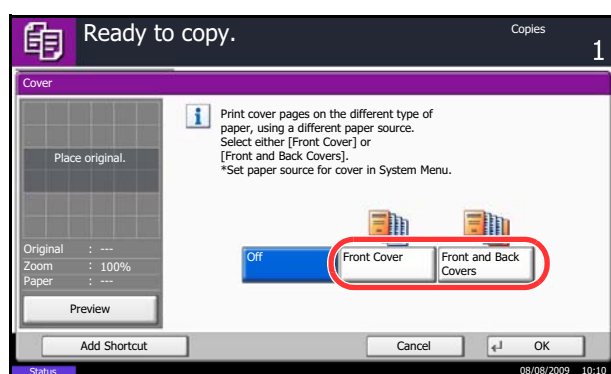 Ready to copy.
Copies
1
Cover
Place original.
Original : ---
Zoom : 100%
Paper : ---
Preview
Print cover pages on the different type of
paper, using a different paper source.
Select either [Front Cover] or
[Front and Back Covers].
*Set paper source for cover in System Menu.
Off
Front Cover
Front and Back
Covers
Add Shortcut
Cancel
OK
Status
08/08/2009 10:10